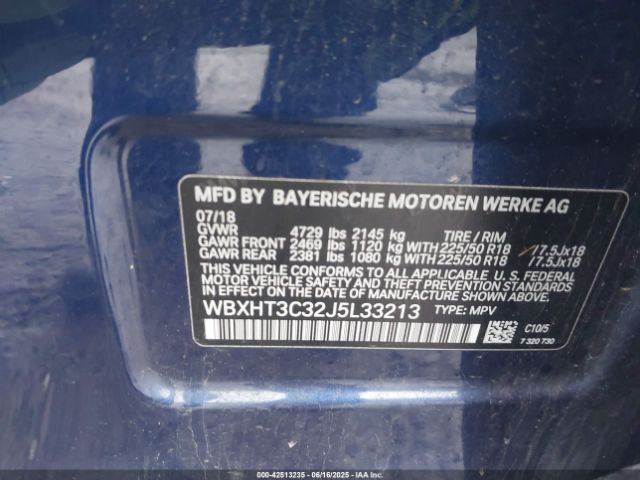 MFD BY BAYERISCHE MOTOREN WERKE AG
07/18
GVWR 4729 lbs 2145 kg TIRE / RIM
GAWR FRONT 2469 lbs 1120 kg WITH 225/50 R18 /7.5Jx18
GAWR REAR 2381 lbs 1080 kg WITH 225/50 R18 /7.5Jx18
THIS VEHICLE CONFORMS TO ALL APPLICABLE U.S. FEDERAL
MOTOR VEHICLE SAFETY, BUMPER, AND THEFT PREVENTION
STANDARDS IN EFFECT ON THE DATE OF MANUFACTURE SHOWN ABOVE.
WBXHT3C32J5L33213 TYPE: MPV
C10/5
7 320 730
000-42513235 - 06/16/2025 - IAAI.COM